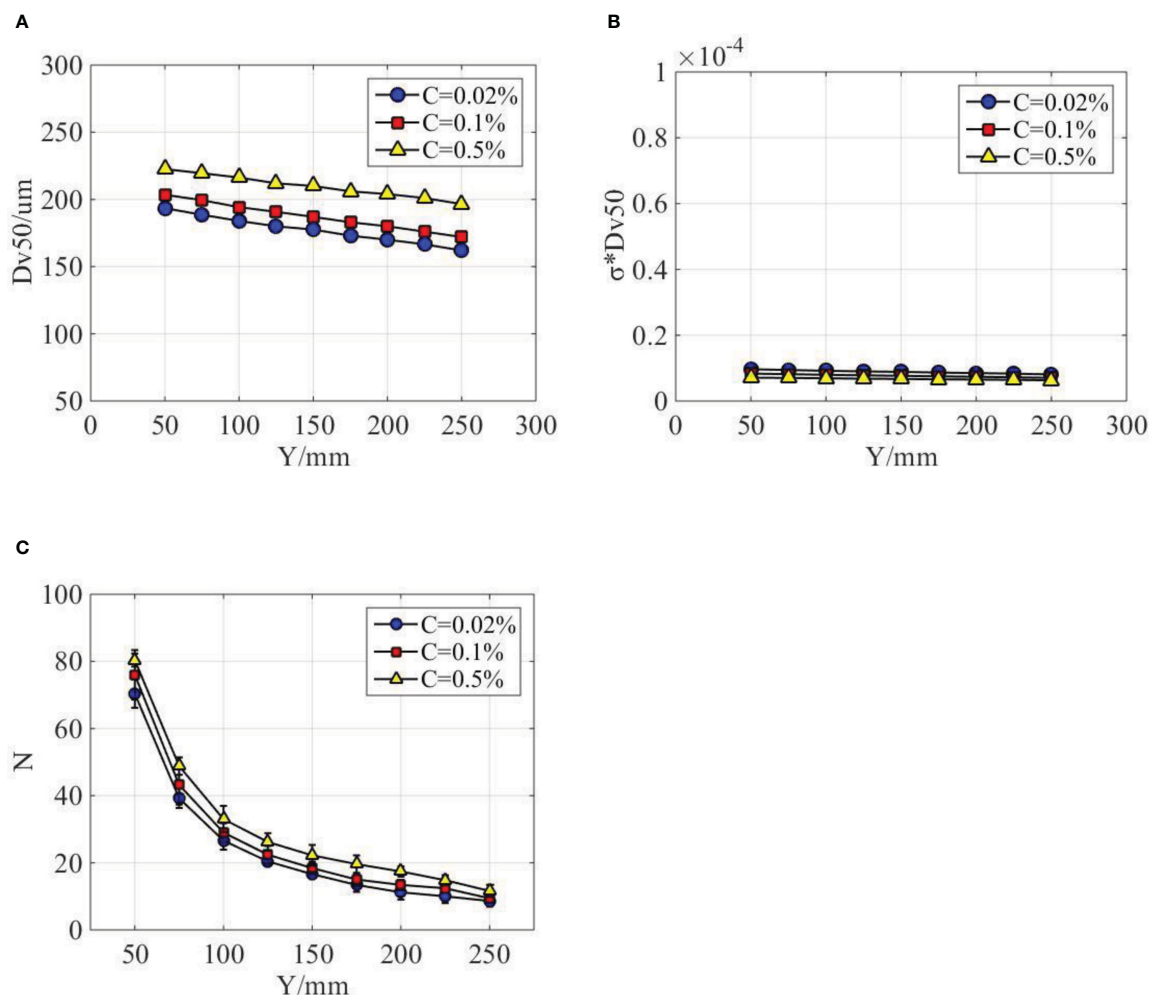 A
300
250
200
150
100
50
0 50 100 150 200 250 300
Dv50/um
Y/mm
C=0.02%
C=0.1%
C=0.5%
B
×10-4
1
0.8
0.6
0.4
0.2
0
0 50 100 150 200 250 300
σ*Dv50
Y/mm
C=0.02%
C=0.1%
C=0.5%
C
100
80
60
40
20
0
50 100 150 200 250
N
Y/mm
C=0.02%
C=0.1%
C=0.5%